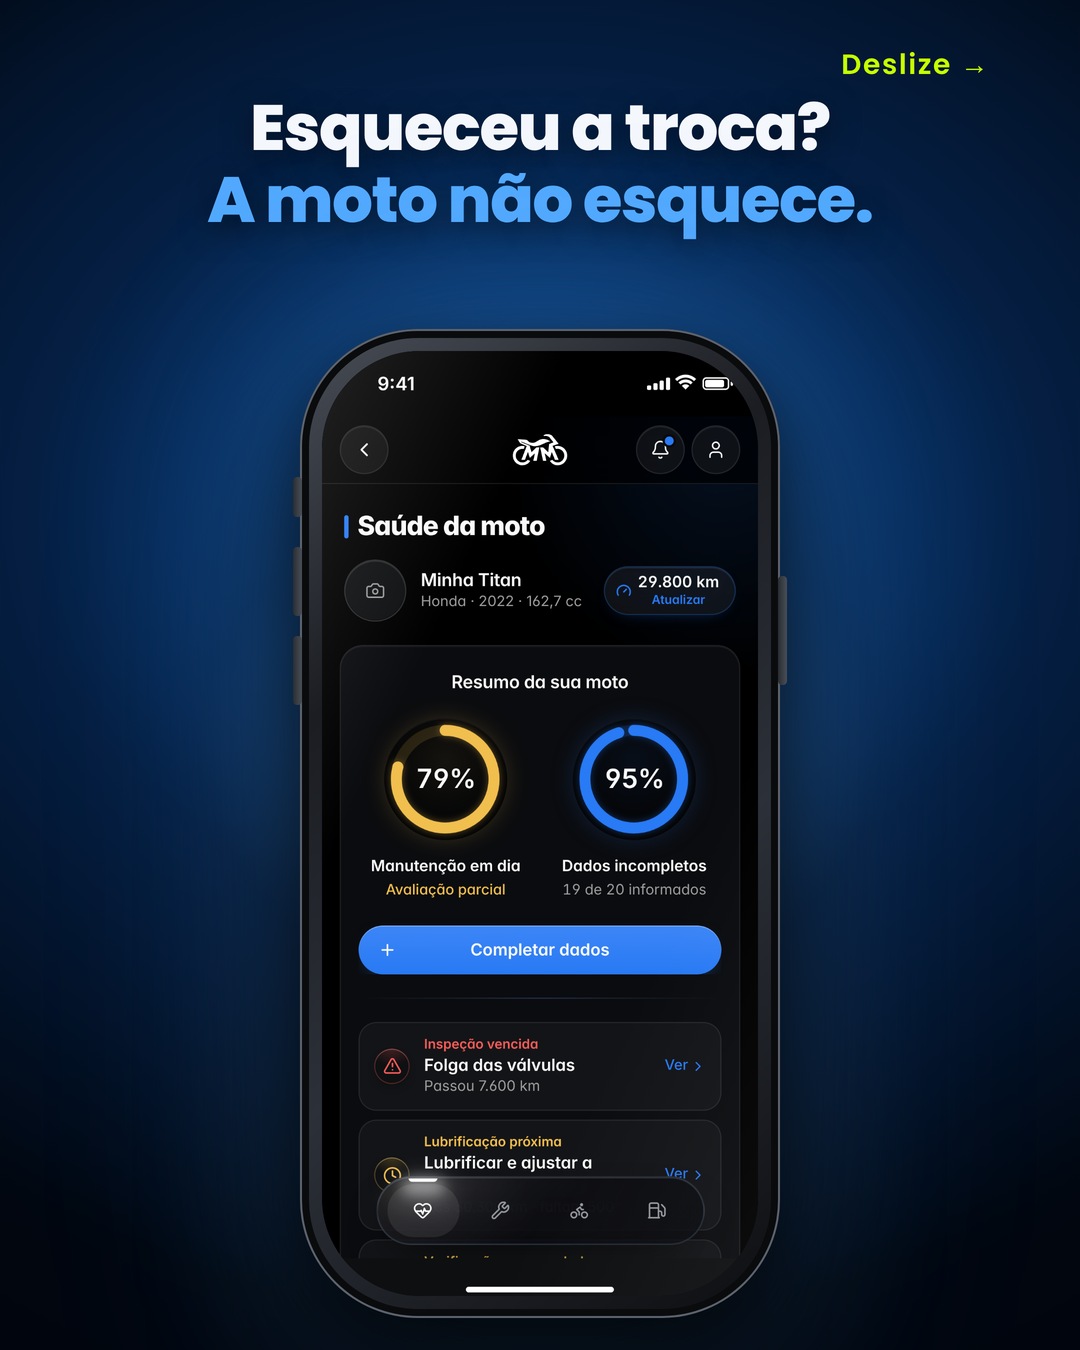 Deslize →
Esqueceu a troca?
A moto não esquece.
9:41
MM
Saúde da moto
Minha Titan
Honda · 2022 · 162,7 cc
29.800 km
Atualizar
Resumo da sua moto
79%
95%
Manutenção em dia
Dados incompletos
Avaliação parcial
19 de 20 informados
+ Completar dados
Inspeção vencida
Folga das válvulas
Ver >
Passou 7.600 km
Lubrificação próxima
Lubrificar e ajustar a
Ver >